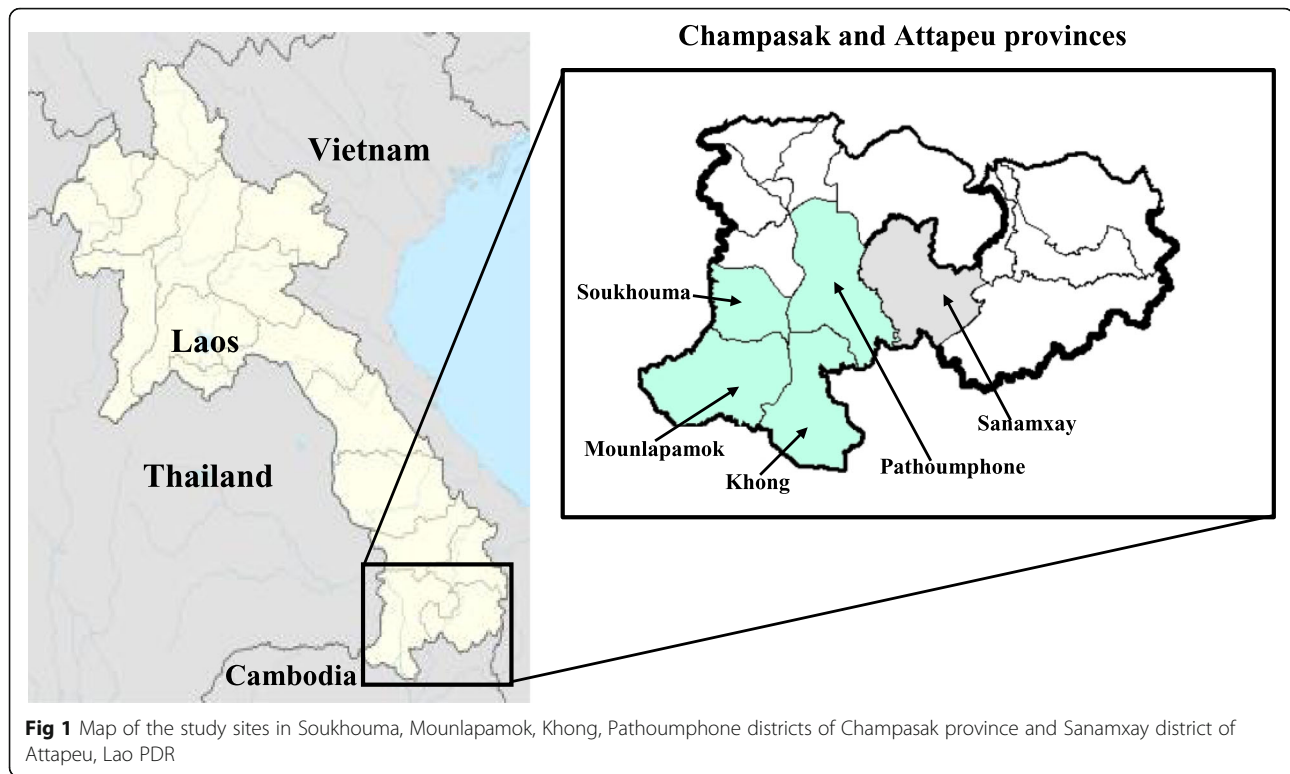 Champasak and Attapeu provinces
Vietnam
Laos
Thailand
Cambodia
Soukhouma
Mounlapamok
Khong
Pathoumphone
Sanamxay
Fig 1 Map of the study sites in Soukhouma, Mounlapamok, Khong, Pathoumphone districts of Champasak province and Sanamxay district of
Attapeu, Lao PDR